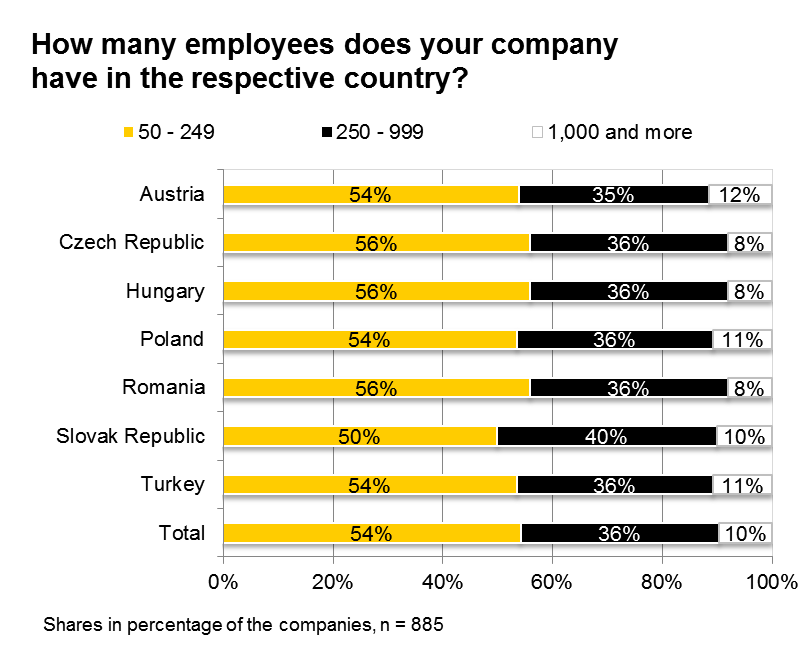 How many employees does your company
have in the respective country?
50 - 249 250 - 999 1,000 and more
Austria 54% 35% 12%
Czech Republic 56% 36% 8%
Hungary 56% 36% 8%
Poland 54% 36% 11%
Romania 56% 36% 8%
Slovak Republic 50% 40% 10%
Turkey 54% 36% 11%
Total 54% 36% 10%
0% 20% 40% 60% 80% 100%
Shares in percentage of the companies, n = 885